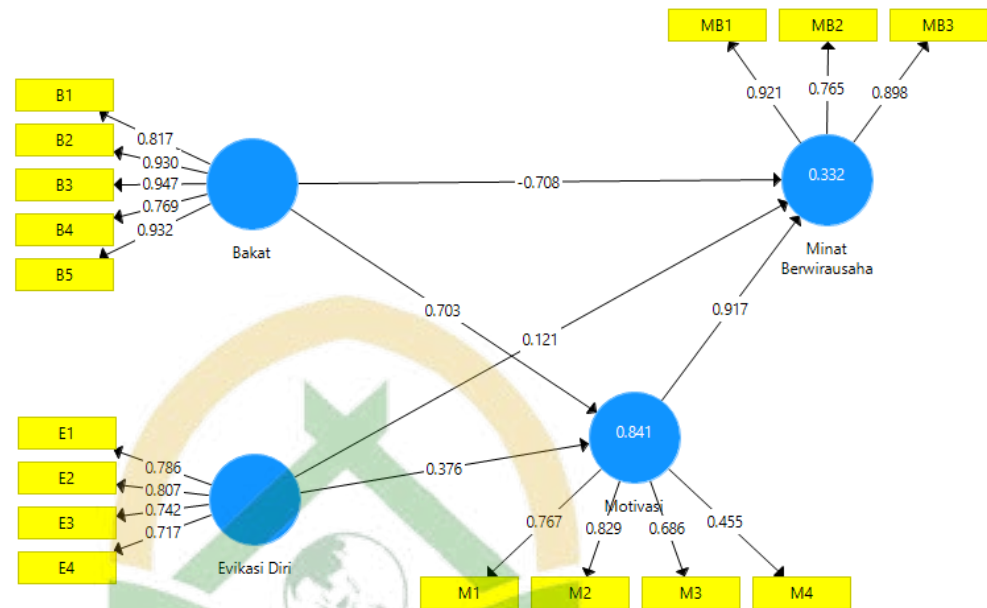 MB1
MB2
MB3
0.921
0.765
0.898
B1
B2
B3
B4
B5
0.817
0.930
0.947
0.769
0.932
Bakat
-0.708
0.332
Minat
Berwirausaha
0.703
0.121
0.917
E1
E2
E3
E4
0.786
0.807
0.742
0.717
Evikasi Diri
0.376
0.841
Motivasi
0.767
0.829
0.686
0.455
M1
M2
M3
M4